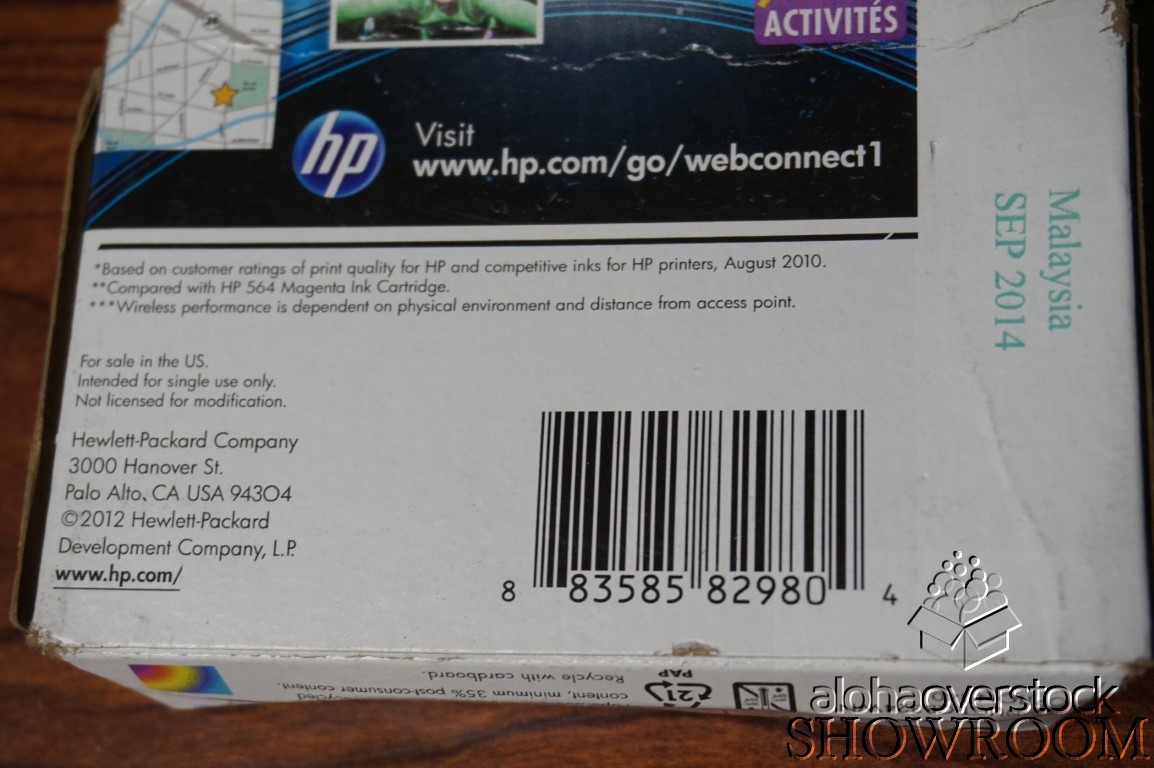 ACTIVITÉS
hp
Visit
www.hp.com/go/webconnect1
*Based on customer ratings of print quality for HP and competitive inks for HP printers, August 2010.
**Compared with HP 564 Magenta Ink Cartridge.
***Wireless performance is dependent on physical environment and distance from access point.
Malaysia
SEP 2014
For sale in the US.
Intended for single use only.
Not licensed for modification.
Hewlett-Packard Company
3000 Hanover St.
Palo Alto, CA USA 94304
©2012 Hewlett-Packard
Development Company, L.P.
www.hp.com/
8 83585 82980 4
Recycle with cardboard.
content, minimum 35% post-consumer content.
21
PAP
alohaoverstock
SHOWROOM